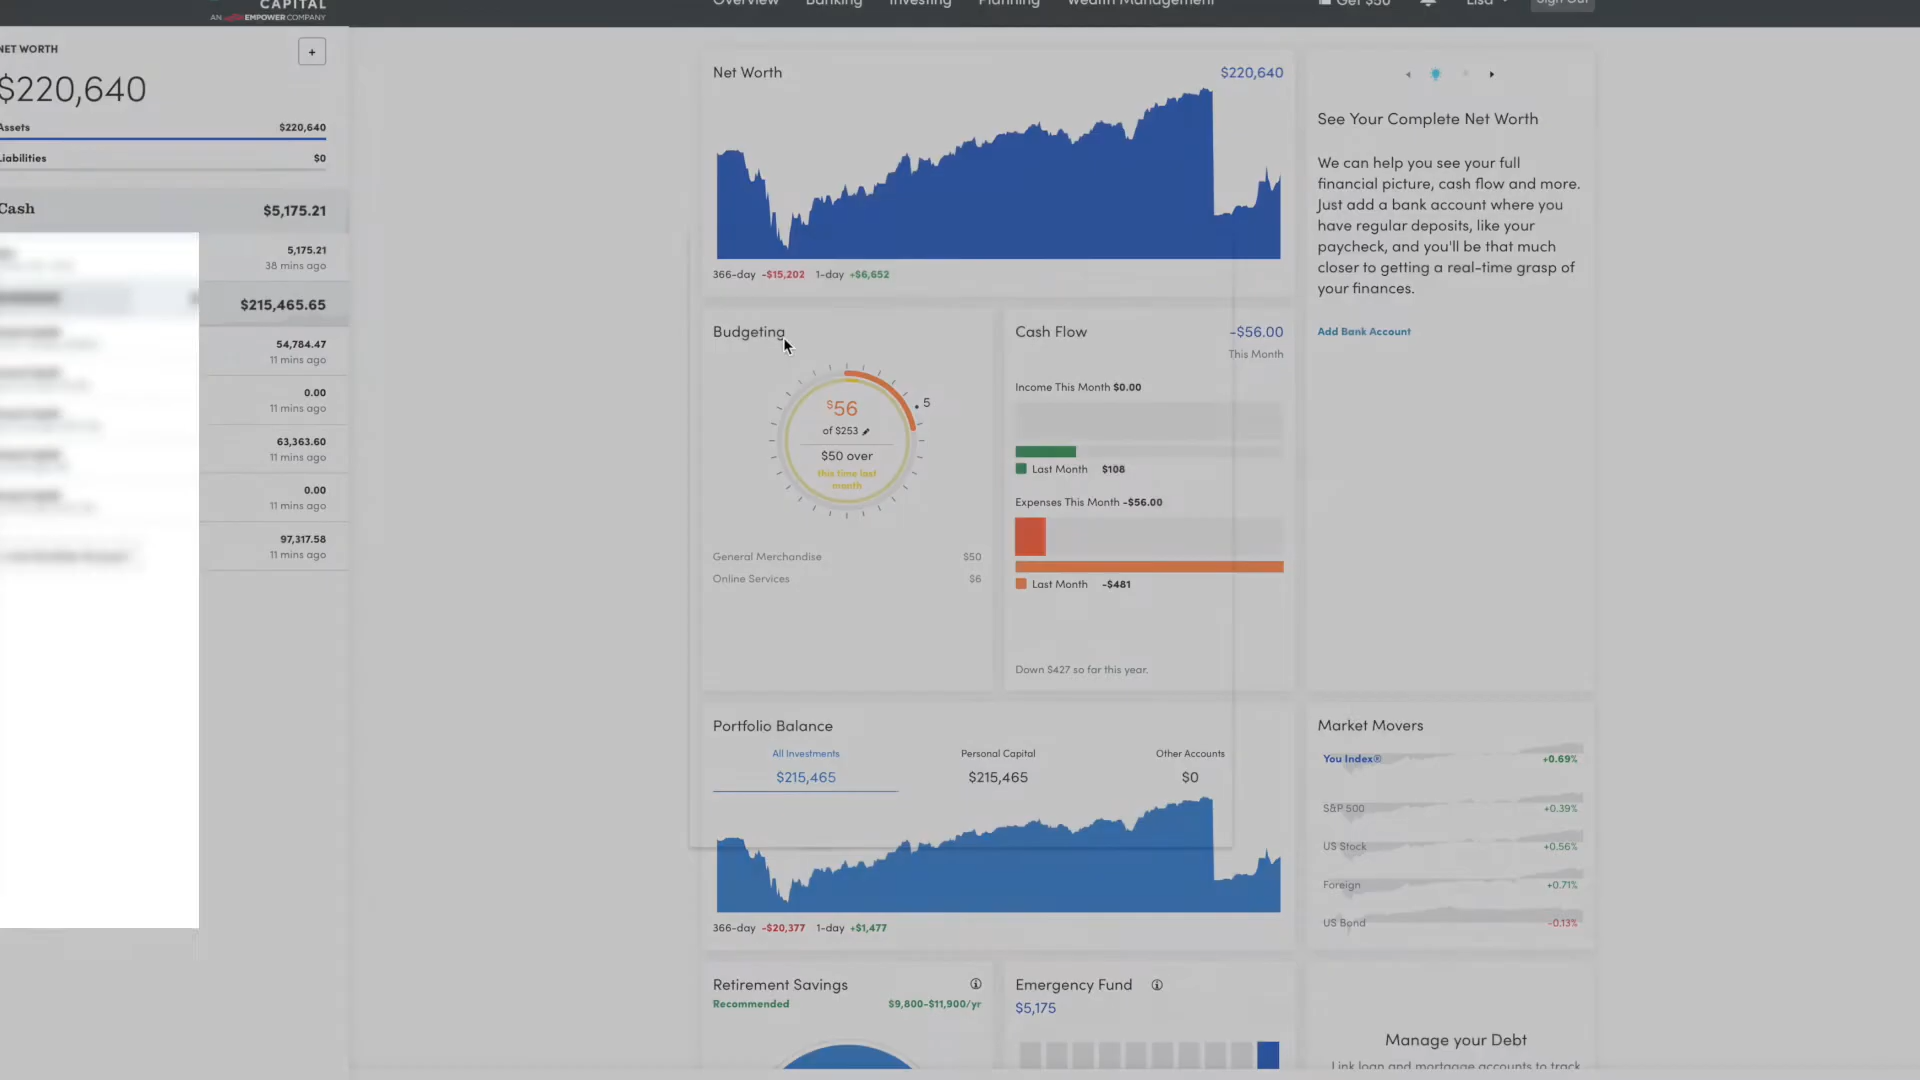 CAPITAL
AN EMPOWER COMPANY
Overview
Banking
Investing
Planning
Wealth Management
Get $50
Lisa
Sign Out
NET WORTH
+
$220,640
Assets
$220,640
Liabilities
$0
Cash
$5,175.21
5,175.21
38 mins ago
$215,465.65
54,784.47
11 mins ago
0.00
11 mins ago
63,363.60
11 mins ago
0.00
11 mins ago
97,317.58
11 mins ago
Net Worth
$220,640
366-day -$15,202 1-day +$6,652
Budgeting
5
$56
of $253
$50 over
this time last
month
General Merchandise
$50
Online Services
$6
Cash Flow
-$56.00
This Month
Income This Month $0.00
Last Month $108
Expenses This Month -$56.00
Last Month -$481
Down $427 so far this year.
See Your Complete Net Worth
We can help you see your full
financial picture, cash flow and more.
Just add a bank account where you
have regular deposits, like your
paycheck, and you'll be that much
closer to getting a real-time grasp of
your finances.
Add Bank Account
Portfolio Balance
All Investments
$215,465
Personal Capital
$215,465
Other Accounts
$0
366-day -$20,377 1-day +$1,477
Market Movers
You Index®
+0.69%
S&P 500
+0.39%
US Stock
+0.56%
Foreign
+0.71%
US Bond
-0.13%
Retirement Savings
Recommended
$9,800-$11,900/yr
Emergency Fund
$5,175
Manage your Debt
Link loan and mortgage accounts to track